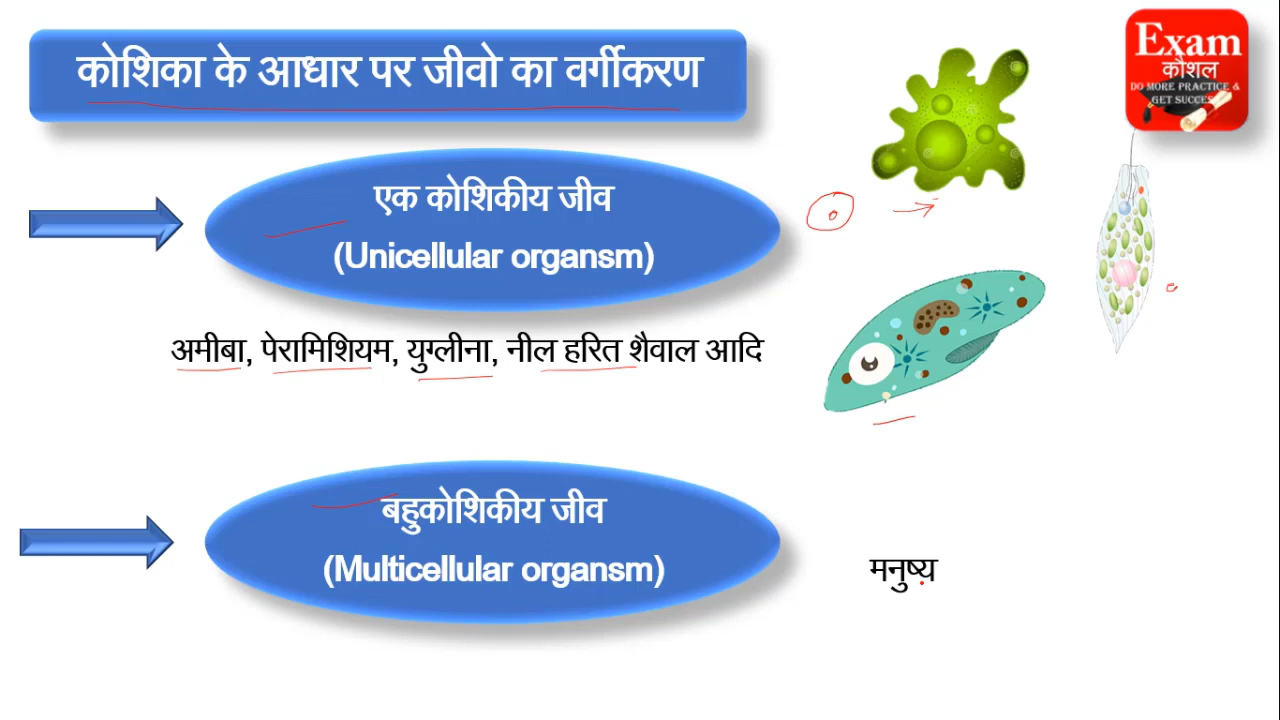 कोशिका के आधार पर जीवो का वर्गीकरण
Exam
कौशल
DO MORE PRACTICE &
GET SUCCESS
एक कोशिकीय जीव
(Unicellular organsm)
अमीबा, पेरामिशियम, युग्लीना, नील हरित शैवाल आदि
बहुकोशिकीय जीव
(Multicellular organsm)
मनुष्य